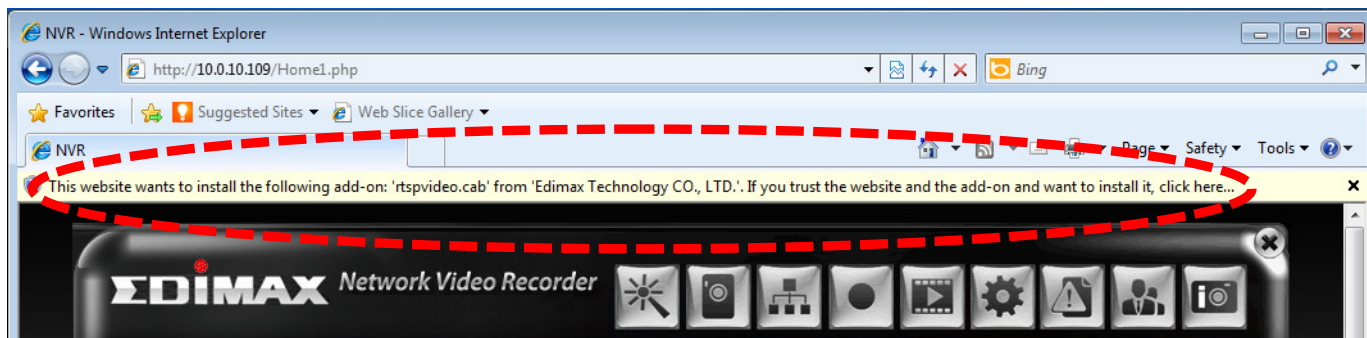 NVR - Windows Internet Explorer
http://10.0.10.109/Home1.php
Bing
Favorites Suggested Sites Web Slice Gallery
NVR Page Safety Tools
This website wants to install the following add-on: 'rtspvideo.cab' from 'Edimax Technology CO., LTD.'. If you trust the website and the add-on and want to install it, click here...
EDIMAX Network Video Recorder